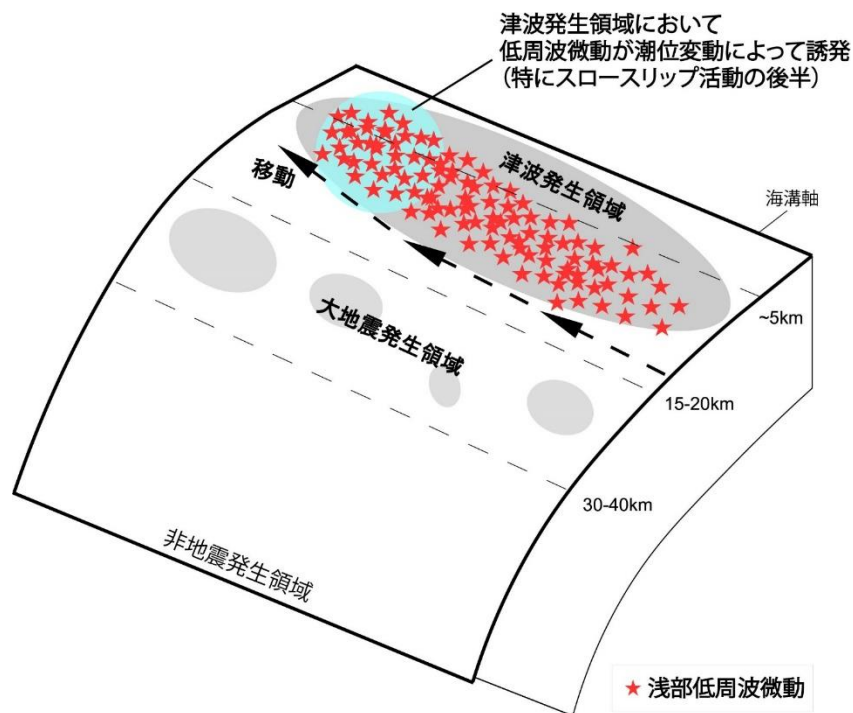 津波発生領域において
低周波微動が潮位変動によって誘発
（特にスロースリップ活動の後半）
津波発生領域
海溝軸
移動
~5km
大地震発生領域
15-20km
30-40km
非地震発生領域
★ 浅部低周波微動